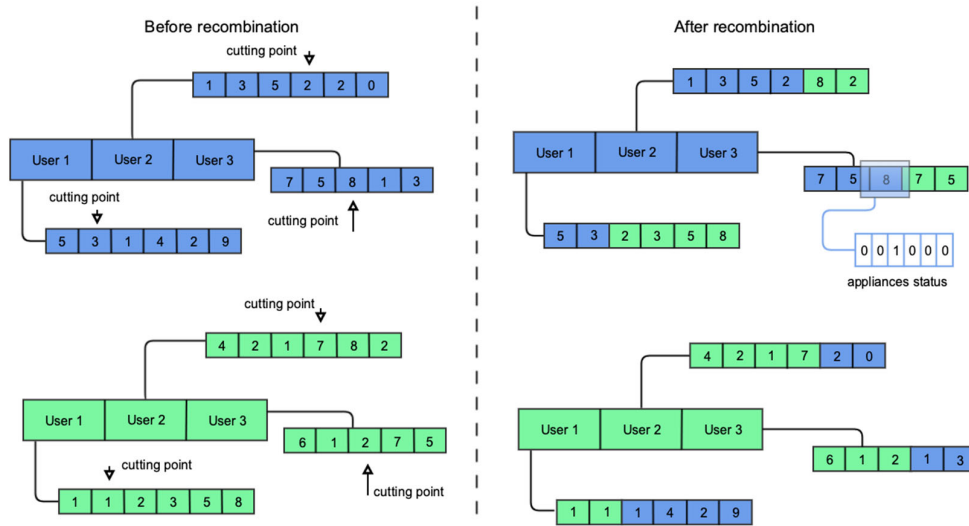 Before recombination
After recombination
cutting point
1 3 5 2 2 0
1 3 5 2 8 2
User 1 User 2 User 3
User 1 User 2 User 3
7 5 8 1 3
7 5 8 7 5
cutting point
cutting point
5 3 1 4 2 9
5 3 2 3 5 8
0 0 1 0 0 0
appliances status
cutting point
4 2 1 7 8 2
4 2 1 7 2 0
User 1 User 2 User 3
User 1 User 2 User 3
6 1 2 7 5
6 1 2 1 3
cutting point
cutting point
1 1 2 3 5 8
1 1 1 4 2 9